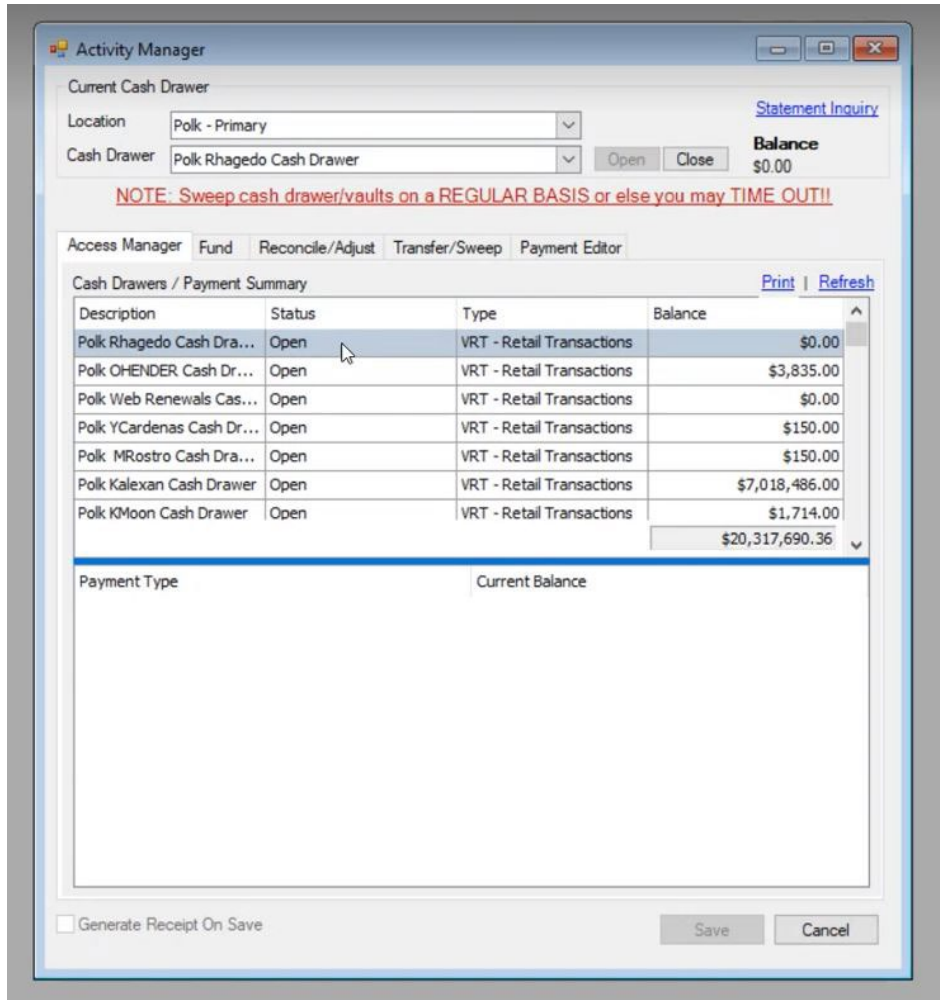 Activity Manager
Current Cash Drawer
Statement Inquiry
Location Polk - Primary
Balance
Cash Drawer Polk Rhagedo Cash Drawer Open Close $0.00
NOTE: Sweep cash drawer/vaults on a REGULAR BASIS or else you may TIME OUT!!
Access Manager Fund Reconcile/Adjust Transfer/Sweep Payment Editor
Cash Drawers / Payment Summary Print | Refresh
Description Status Type Balance
Polk Rhagedo Cash Dra... Open VRT - Retail Transactions $0.00
Polk OHENDER Cash Dr... Open VRT - Retail Transactions $3,835.00
Polk Web Renewals Cas... Open VRT - Retail Transactions $0.00
Polk YCardenas Cash Dr... Open VRT - Retail Transactions $150.00
Polk MRostro Cash Dra... Open VRT - Retail Transactions $150.00
Polk Kalexan Cash Drawer Open VRT - Retail Transactions $7,018,486.00
Polk KMoon Cash Drawer Open VRT - Retail Transactions $1,714.00
$20,317,690.36
Payment Type Current Balance
Generate Receipt On Save Save Cancel